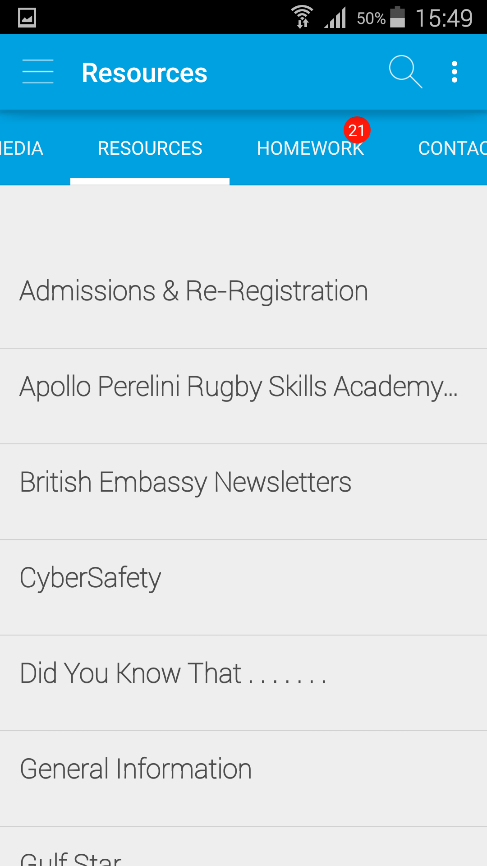 50% 15:49
Resources
EDIA RESOURCES HOMEWORK 21 CONTAC
Admissions & Re-Registration
Apollo Perelini Rugby Skills Academy...
British Embassy Newsletters
CyberSafety
Did You Know That . . . . . . .
General Information
Gulf Star